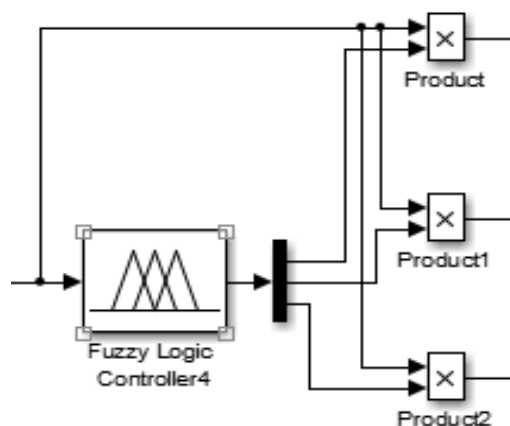 ×
Product
×
Product1
Fuzzy Logic
Controller4
×
Product2